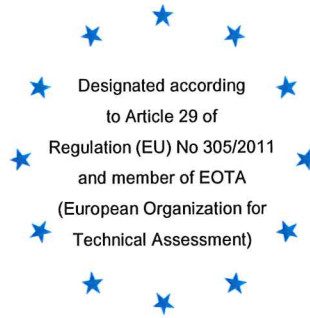 Designated according
to Article 29 of
Regulation (EU) No 305/2011
and member of EOTA
(European Organization for
Technical Assessment)